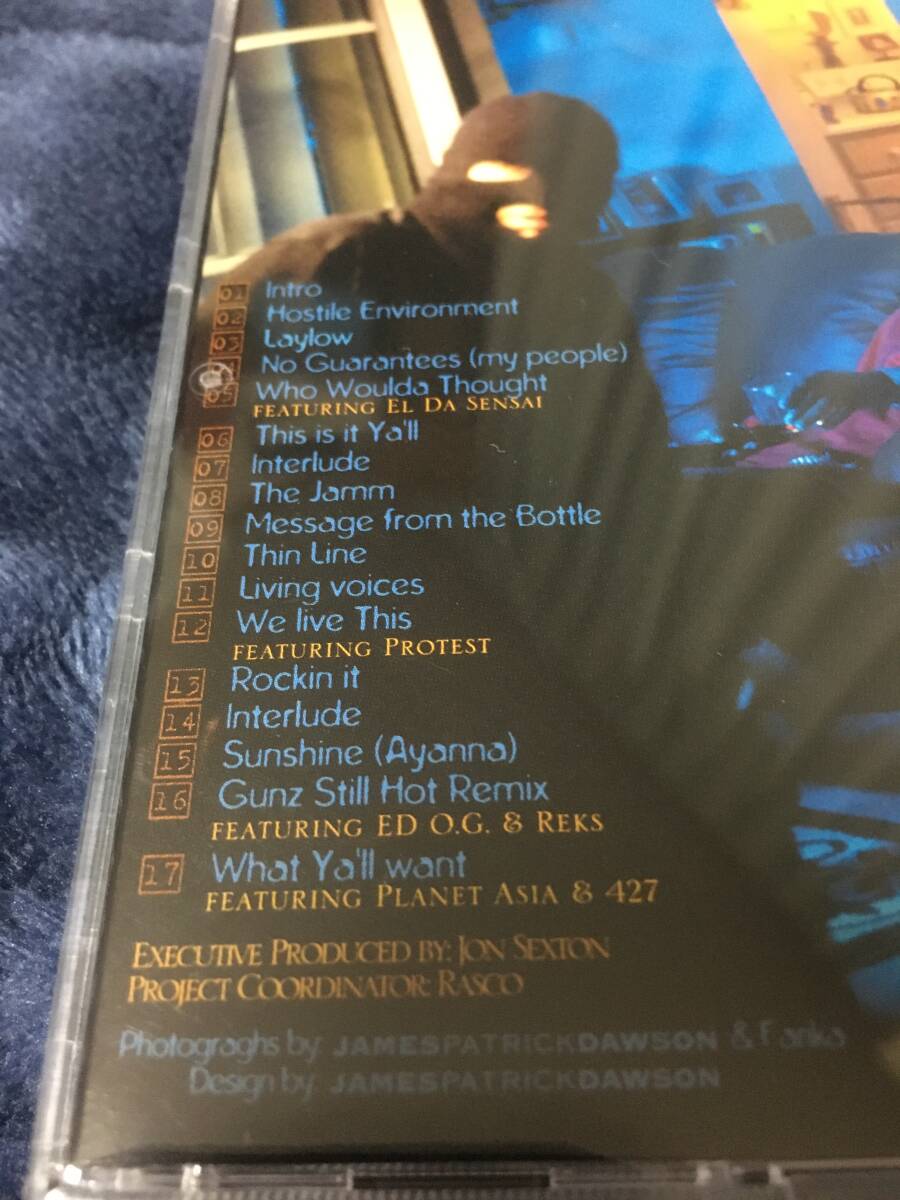 01 Intro
02 Hostile Environment
03 Laylow
04 No Guarantees (my people)
05 Who Woulda Thought
FEATURING EL DA SENSAI
06 This is it Ya'll
07 Interlude
08 The Jamm
09 Message from the Bottle
10 Thin Line
11 Living voices
12 We live This
FEATURING PROTEST
13 Rockin it
14 Interlude
15 Sunshine (Ayanna)
16 Gunz Still Hot Remix
FEATURING ED O.G. & REKS
17 What Ya'll want
FEATURING PLANET ASIA & 427
EXECUTIVE PRODUCED BY: JON SEXTON
PROJECT COORDINATOR: RASCO
Photograghs by: JAMESPATRICKDAWSON &
Design by: JAMESPATRICKDAWSON